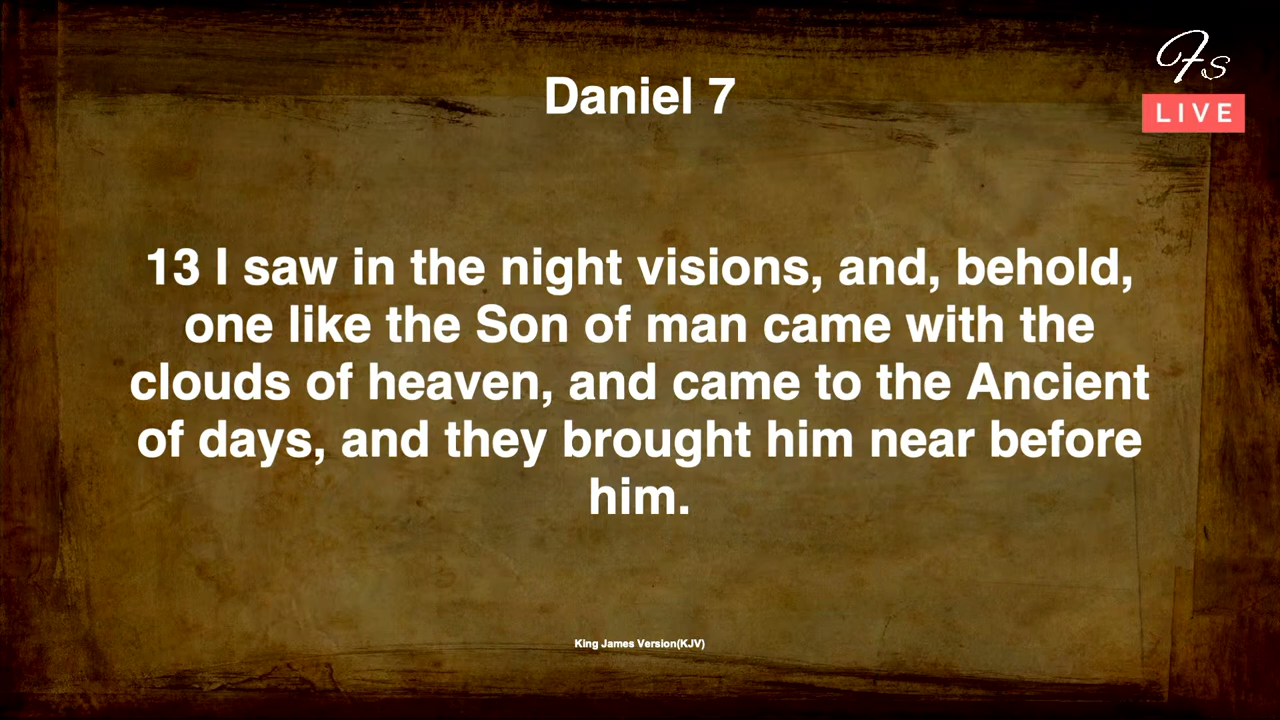 Fs
LIVE
Daniel 7
13 I saw in the night visions, and, behold,
one like the Son of man came with the
clouds of heaven, and came to the Ancient
of days, and they brought him near before
him.
King James Version(KJV)